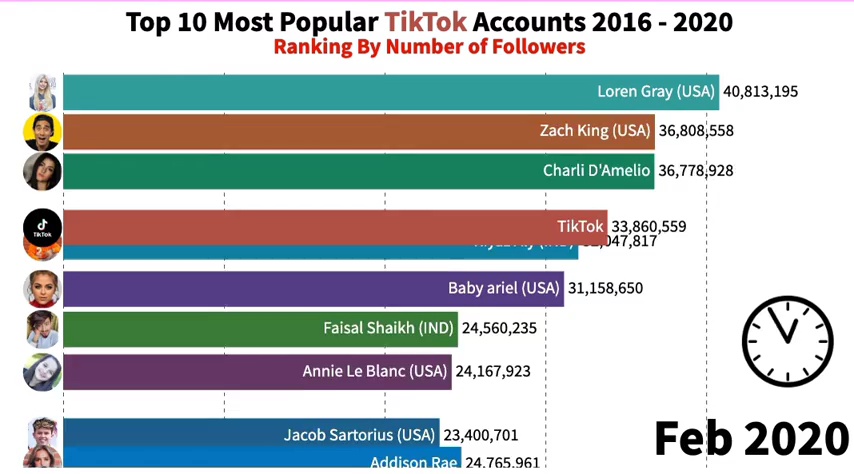 Top 10 Most Popular TikTok Accounts 2016 - 2020
Ranking By Number of Followers
Loren Gray (USA) 40,813,195
Zach King (USA) 36,808,558
Charli D'Amelio 36,778,928
TikTok
TikTok 33,860,559
Baby ariel (USA) 31,158,650
Faisal Shaikh (IND) 24,560,235
Annie Le Blanc (USA) 24,167,923
Jacob Sartorius (USA) 23,400,701
Addison Rae 24,765,961
Feb 2020